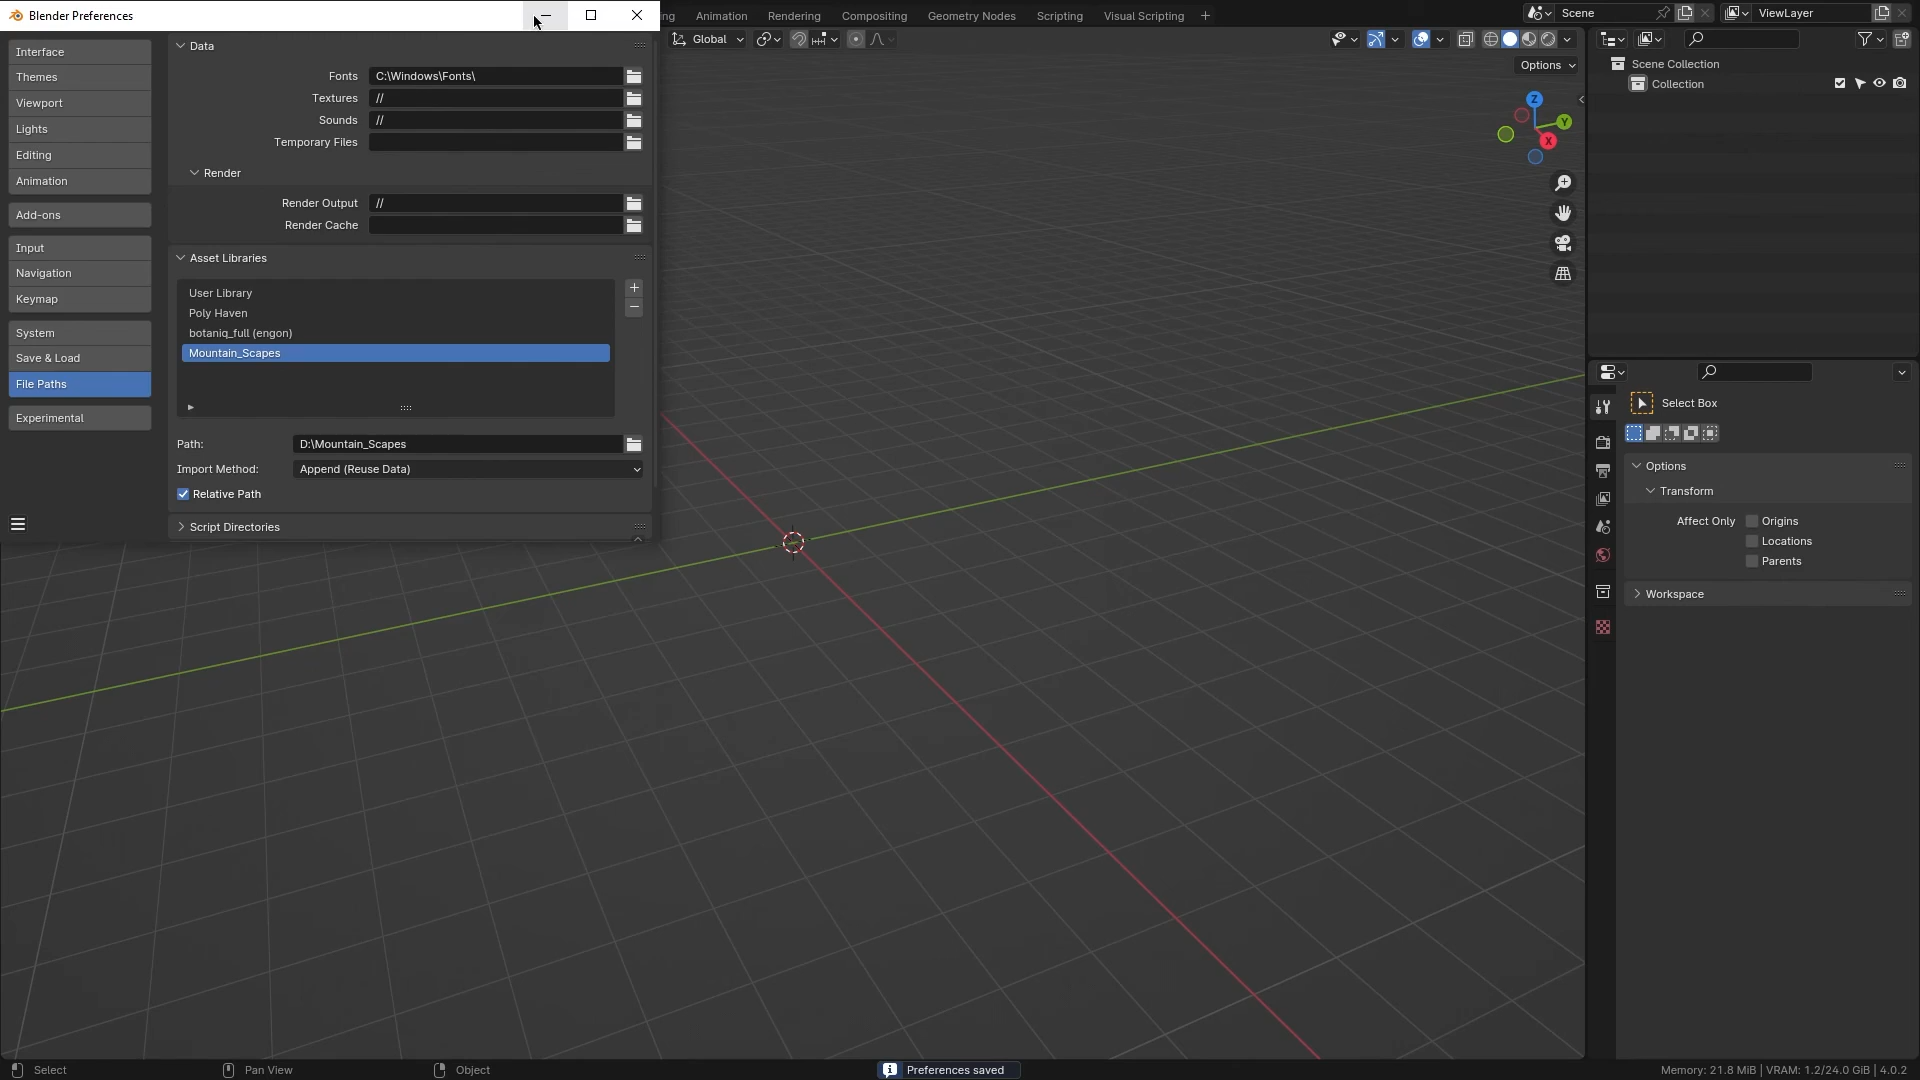 Blender Preferences
ng
Animation
Rendering
Compositing
Geometry Nodes
Scripting
Visual Scripting
Scene
ViewLayer
Global
Options
Interface
Themes
Viewport
Lights
Editing
Animation
Add-ons
Input
Navigation
Keymap
System
Save & Load
File Paths
Experimental
Data
Fonts C:\Windows\Fonts\
Textures //
Sounds //
Temporary Files
Render
Render Output //
Render Cache
Asset Libraries
User Library
Poly Haven
botaniq_full (engon)
Mountain_Scapes
Path: D:\Mountain_Scapes
Import Method: Append (Reuse Data)
Relative Path
Script Directories
Z
Y
X
Scene Collection
Collection
Select Box
Options
Transform
Affect Only Origins
Locations
Parents
Workspace
Select
Pan View
Object
Preferences saved
Memory: 21.8 MiB | VRAM: 1.2/24.0 GiB | 4.0.2